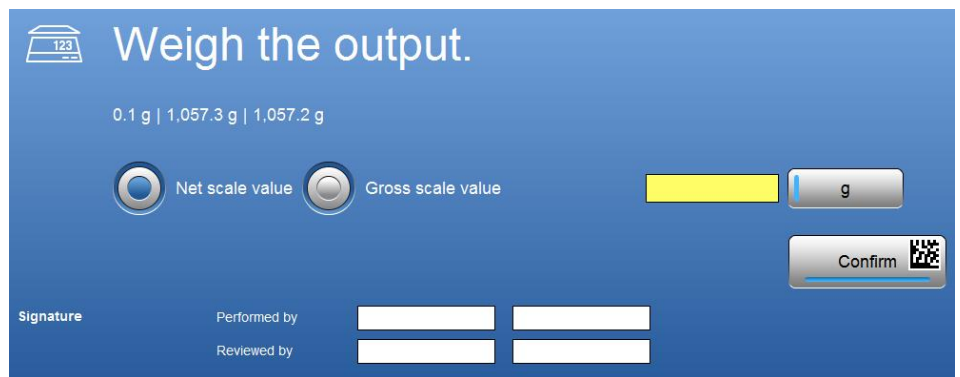 123
Weigh the output.
0.1 g | 1,057.3 g | 1,057.2 g
Net scale value Gross scale value g
Confirm
Signature Performed by
Reviewed by